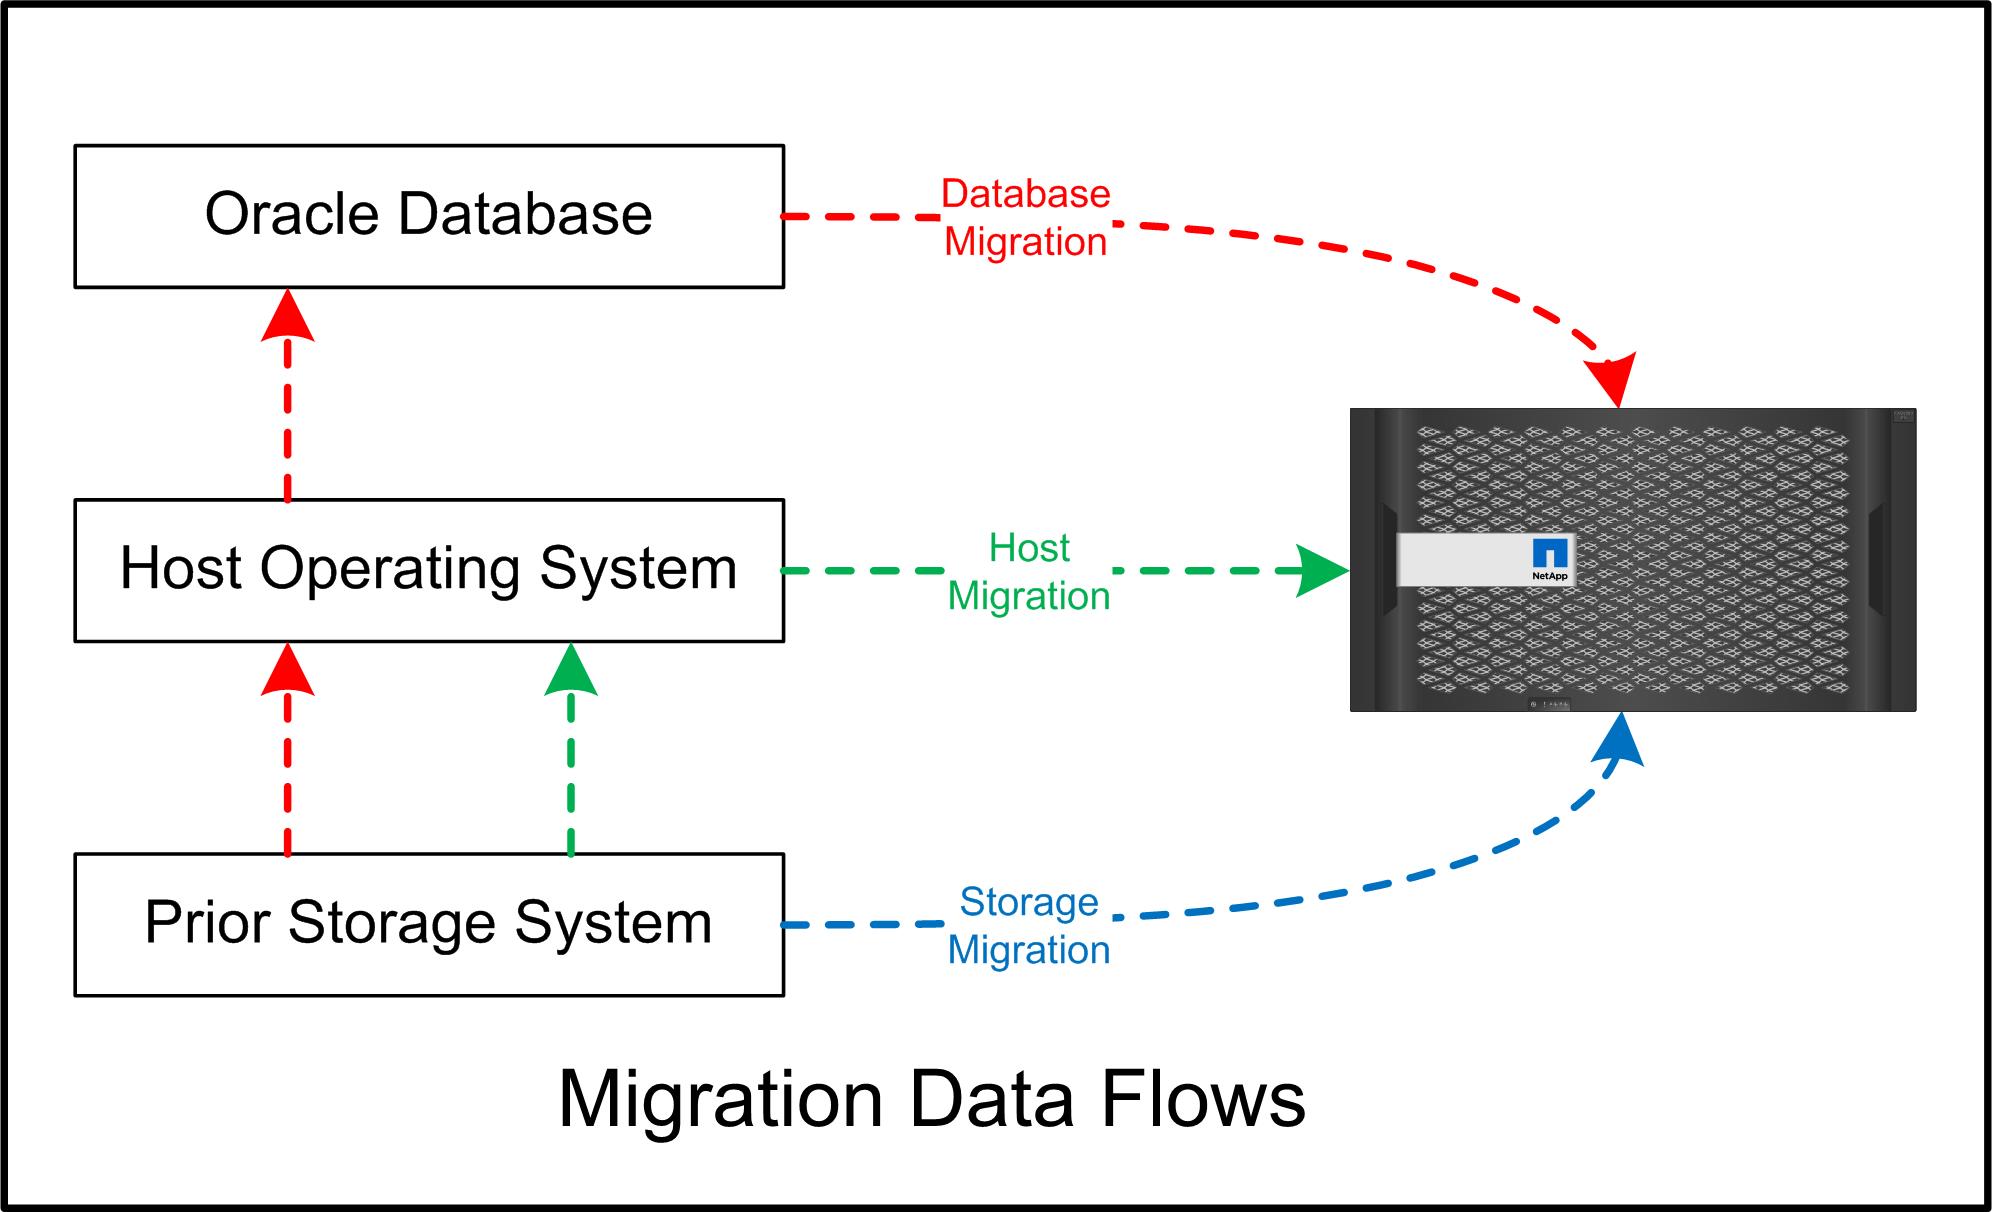 Oracle Database
Database
Migration
Host Operating System
Host
Migration
NetApp
Prior Storage System
Storage
Migration
Migration Data Flows